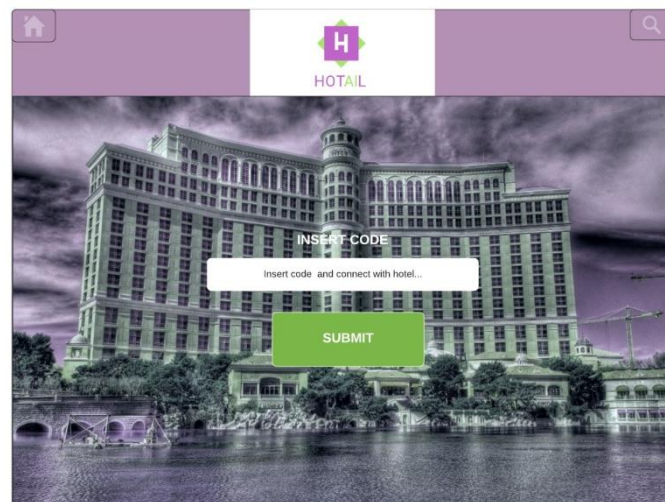 H
HOTAIL
INSERT CODE
Insert code and connect with hotel...
SUBMIT